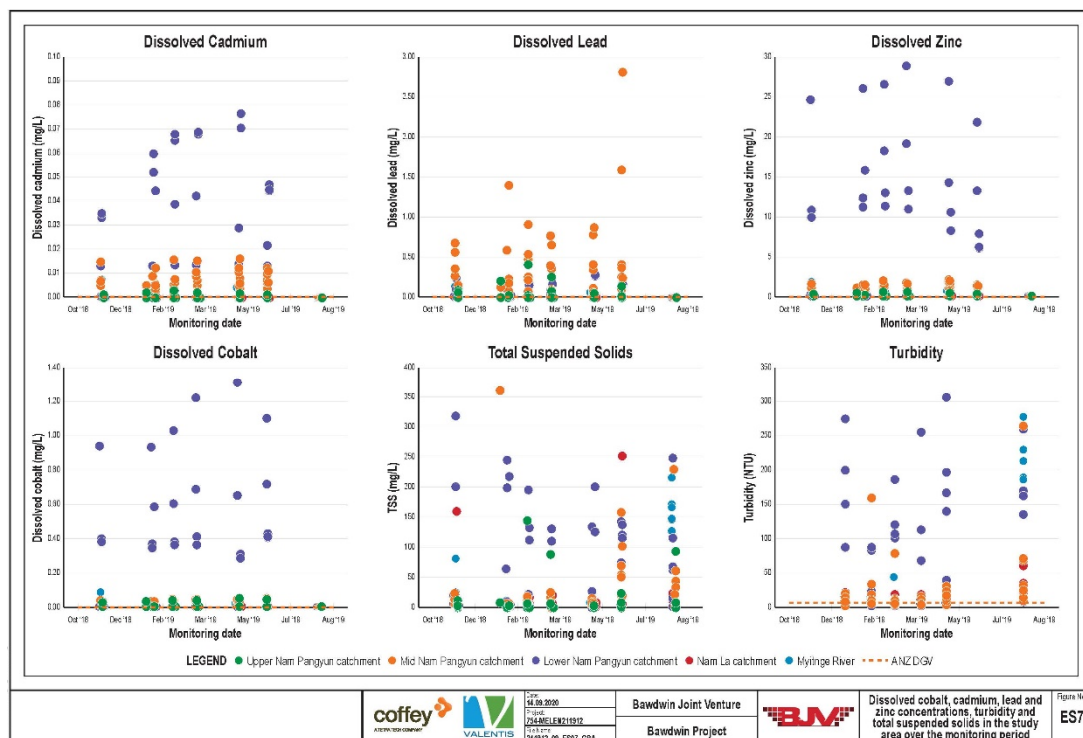 Dissolved Cadmium
Dissolved cadmium (mg/L)
0.10
0.09
0.08
0.07
0.06
0.05
0.04
0.03
0.02
0.01
0.00
Oct '18 Dec '18 Feb '19 Mar '19 May '19 Jul '19 Aug '19
Monitoring date
Dissolved Lead
Dissolved lead (mg/L)
3.00
2.50
2.00
1.50
1.00
0.50
0.00
Oct '18 Dec '18 Feb '18 Mar '18 May '18 Jul '18 Aug '18
Monitoring date
Dissolved Zinc
Dissolved zinc (mg/L)
30
25
20
15
10
5
0
Oct '18 Dec '18 Feb '19 Mar '19 May '19 Jul '19 Aug '18
Monitoring date
Dissolved Cobalt
Dissolved cobalt (mg/L)
1.40
1.20
1.00
0.80
0.60
0.40
0.20
0.00
Oct '18 Dec '18 Feb '19 Mar '19 May '19 Jul '19 Aug '19
Monitoring date
Total Suspended Solids
TSS (mg/L)
400
350
300
250
200
150
100
50
0
Oct '18 Dec '18 Feb '19 Mar '19 May '19 Jul '19 Aug '19
Monitoring date
Turbidity
Turbidity (NTU)
350
300
250
200
150
100
50
0
Oct '18 Dec '18 Feb '19 Mar '19 May '19 Jul '19 Aug '18
Monitoring date
LEGEND Upper Nam Pangyun catchment Mid Nam Pangyun catchment Lower Nam Pangyun catchment Nam La catchment Myitnge River ANZ DGV
coffey
A TETRA TECH COMPANY
VALENTIS
Date:
14.09.2020
Project:
754-MELEN211912
File Name:
Bawdwin Joint Venture
Bawdwin Project
BJV
Dissolved cobalt, cadmium, lead and
zinc concentrations, turbidity and
total suspended solids in the study
area over the monitoring period
Figure No:
ES7